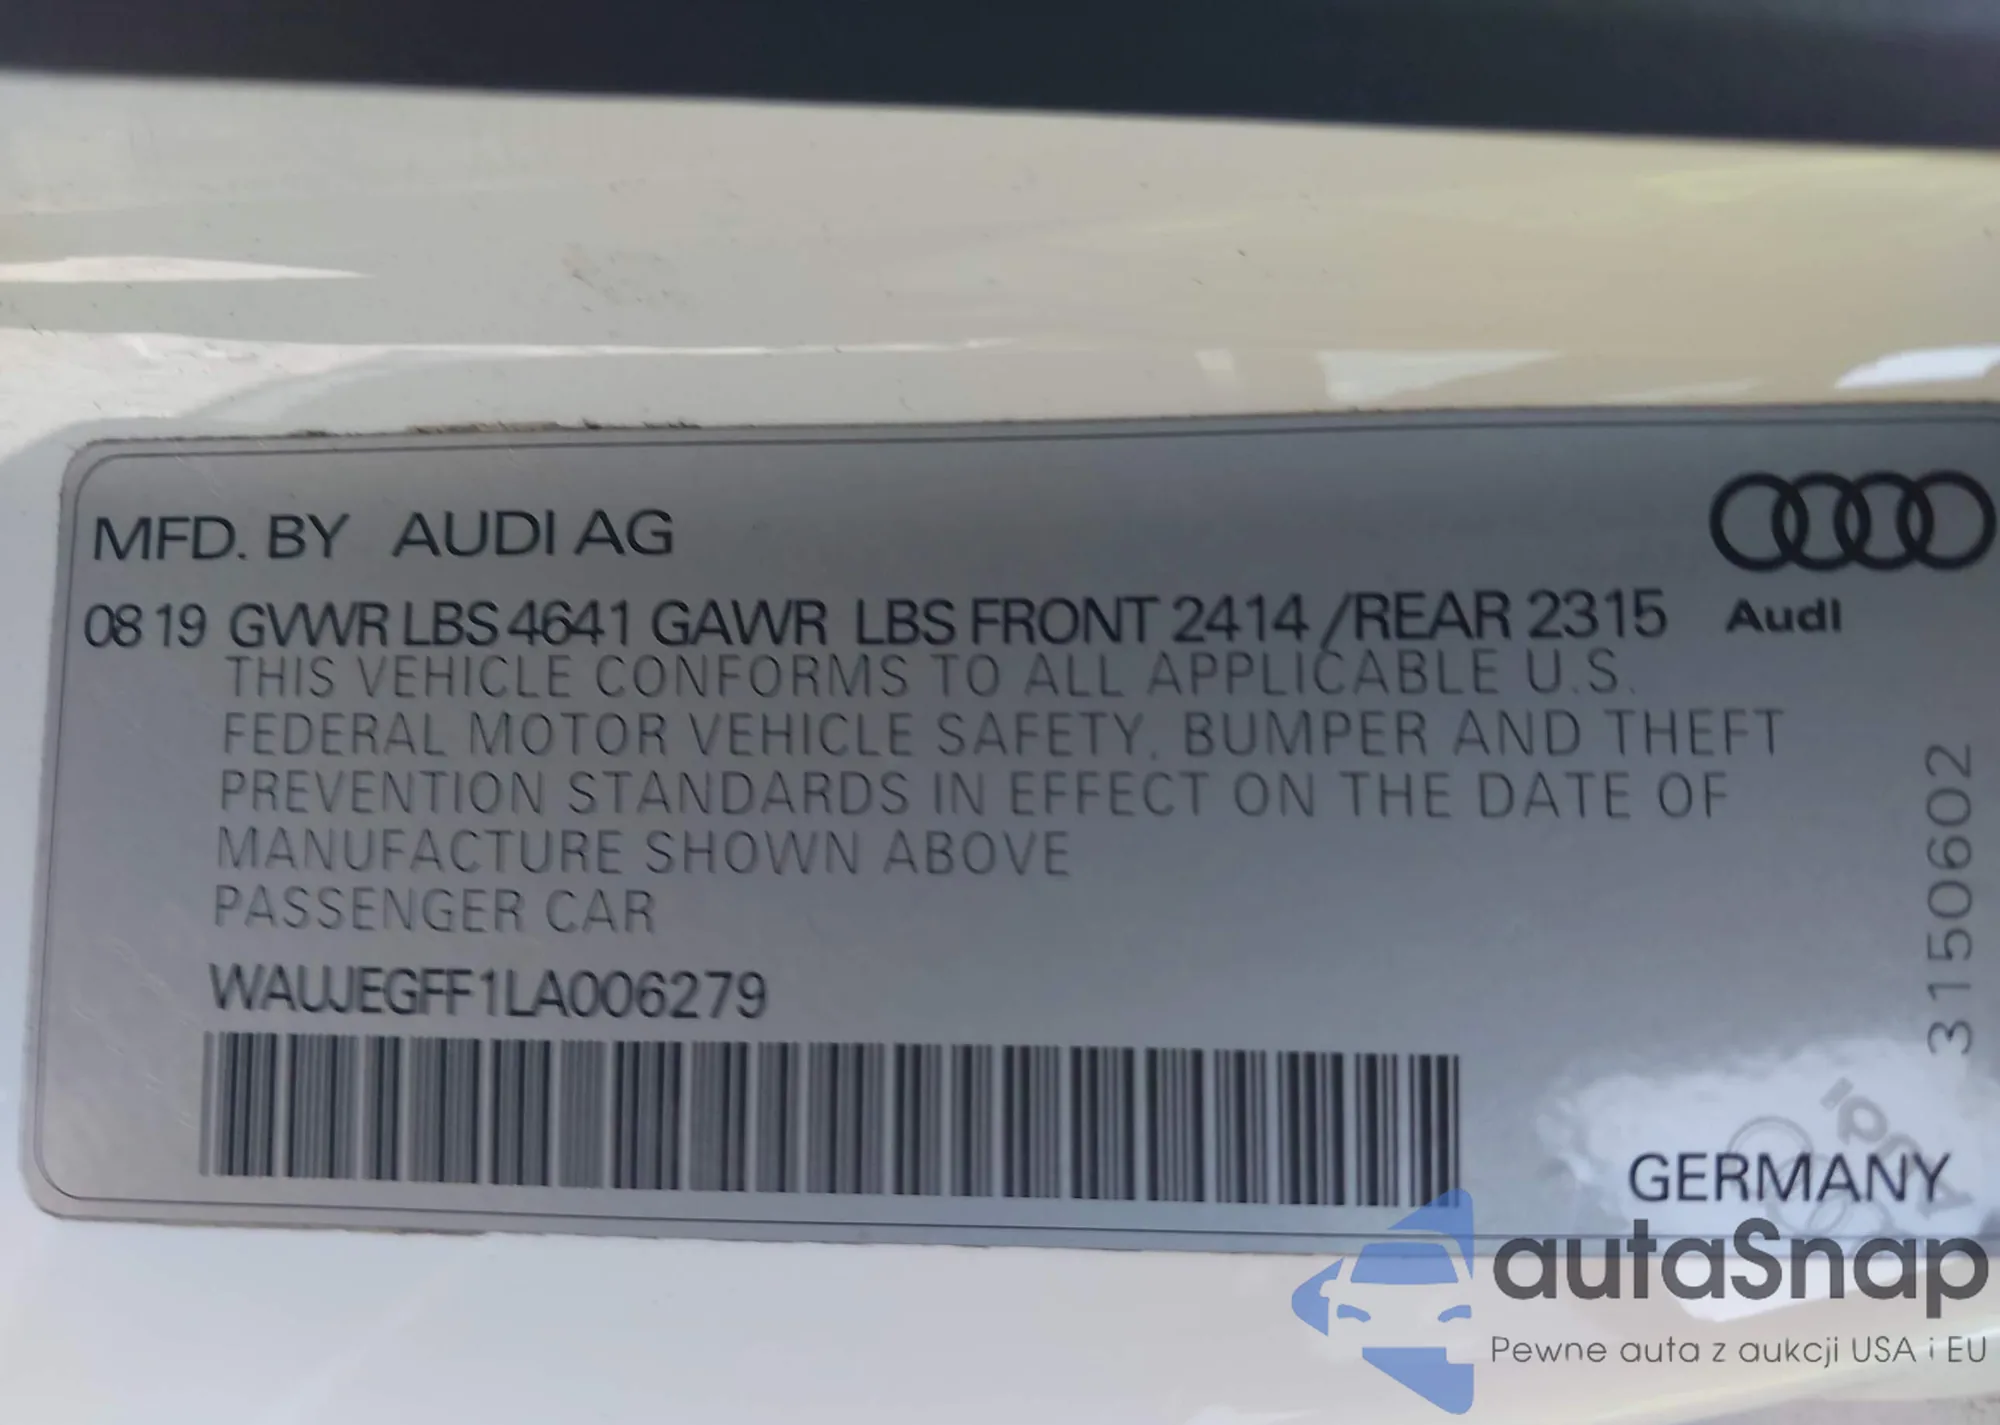 MFD. BY AUDI AG
08 19 GVWR LBS 4641 GAWR LBS FRONT 2414 /REAR 2315
Audi
THIS VEHICLE CONFORMS TO ALL APPLICABLE U.S.
FEDERAL MOTOR VEHICLE SAFETY, BUMPER AND THEFT
PREVENTION STANDARDS IN EFFECT ON THE DATE OF
MANUFACTURE SHOWN ABOVE
PASSENGER CAR
WAUJEGFF1LA006279
3150602
Audi
GERMANY
autaSnap
Pewne auta z aukcji USA i EU